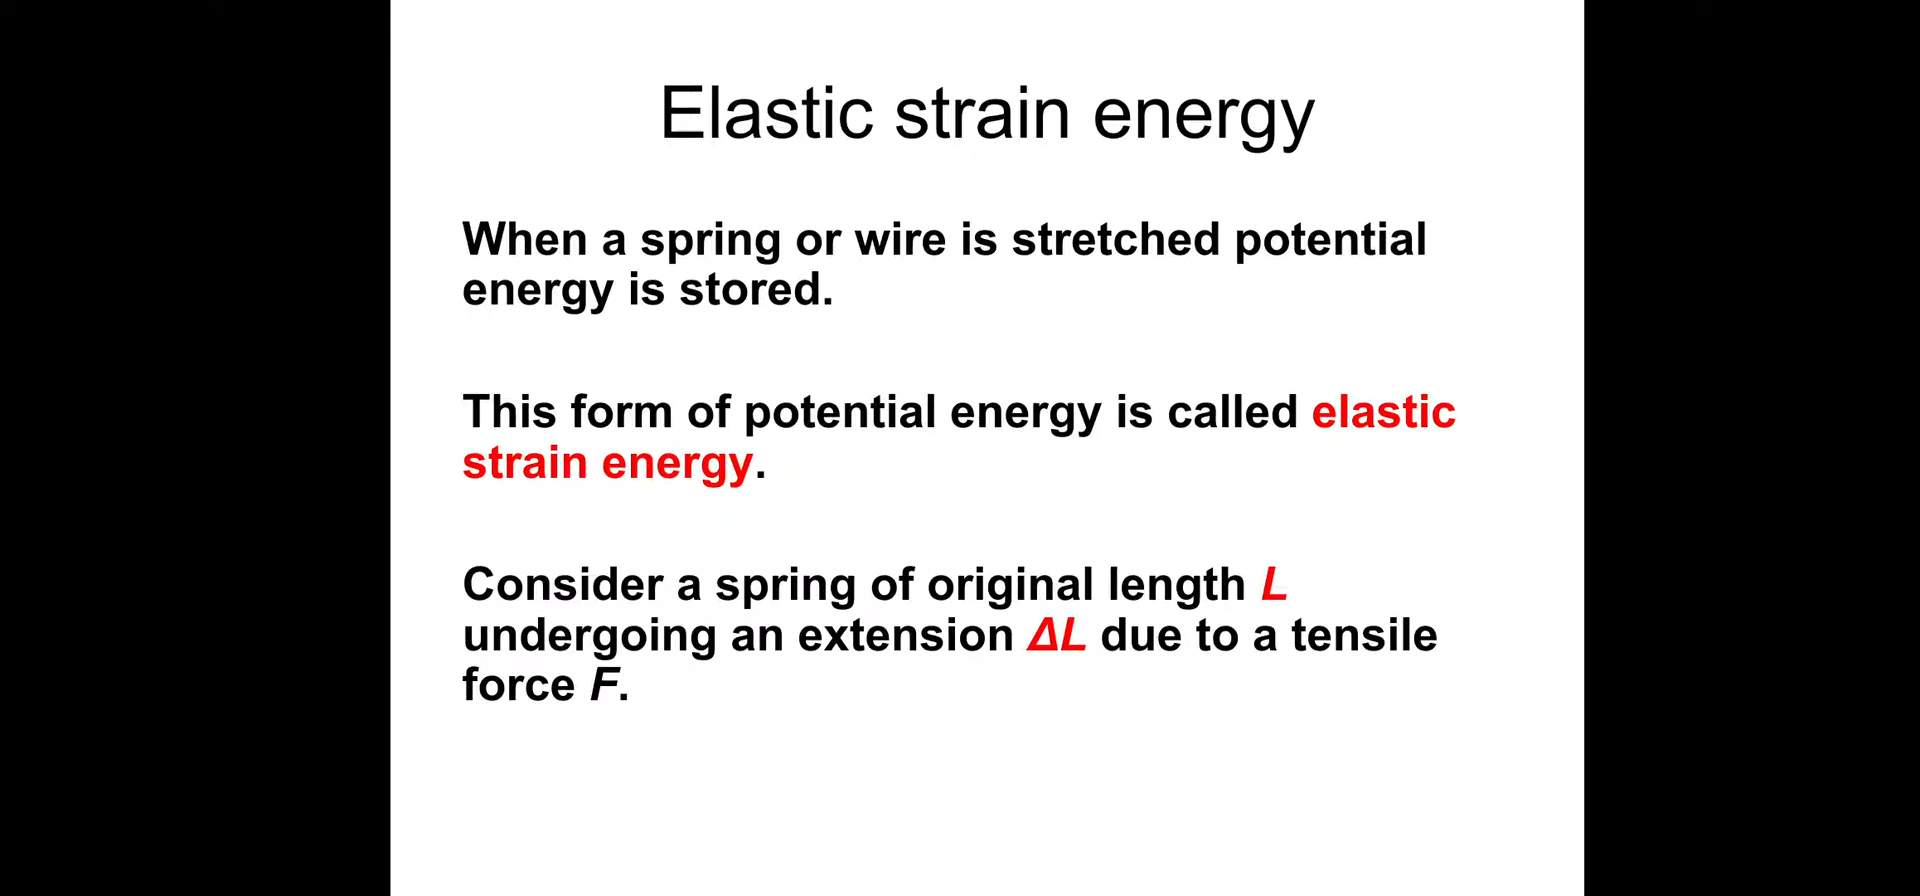 Elastic strain energy
When a spring or wire is stretched potential
energy is stored.
This form of potential energy is called elastic
strain energy.
Consider a spring of original length L
undergoing an extension ΔL due to a tensile
force F.